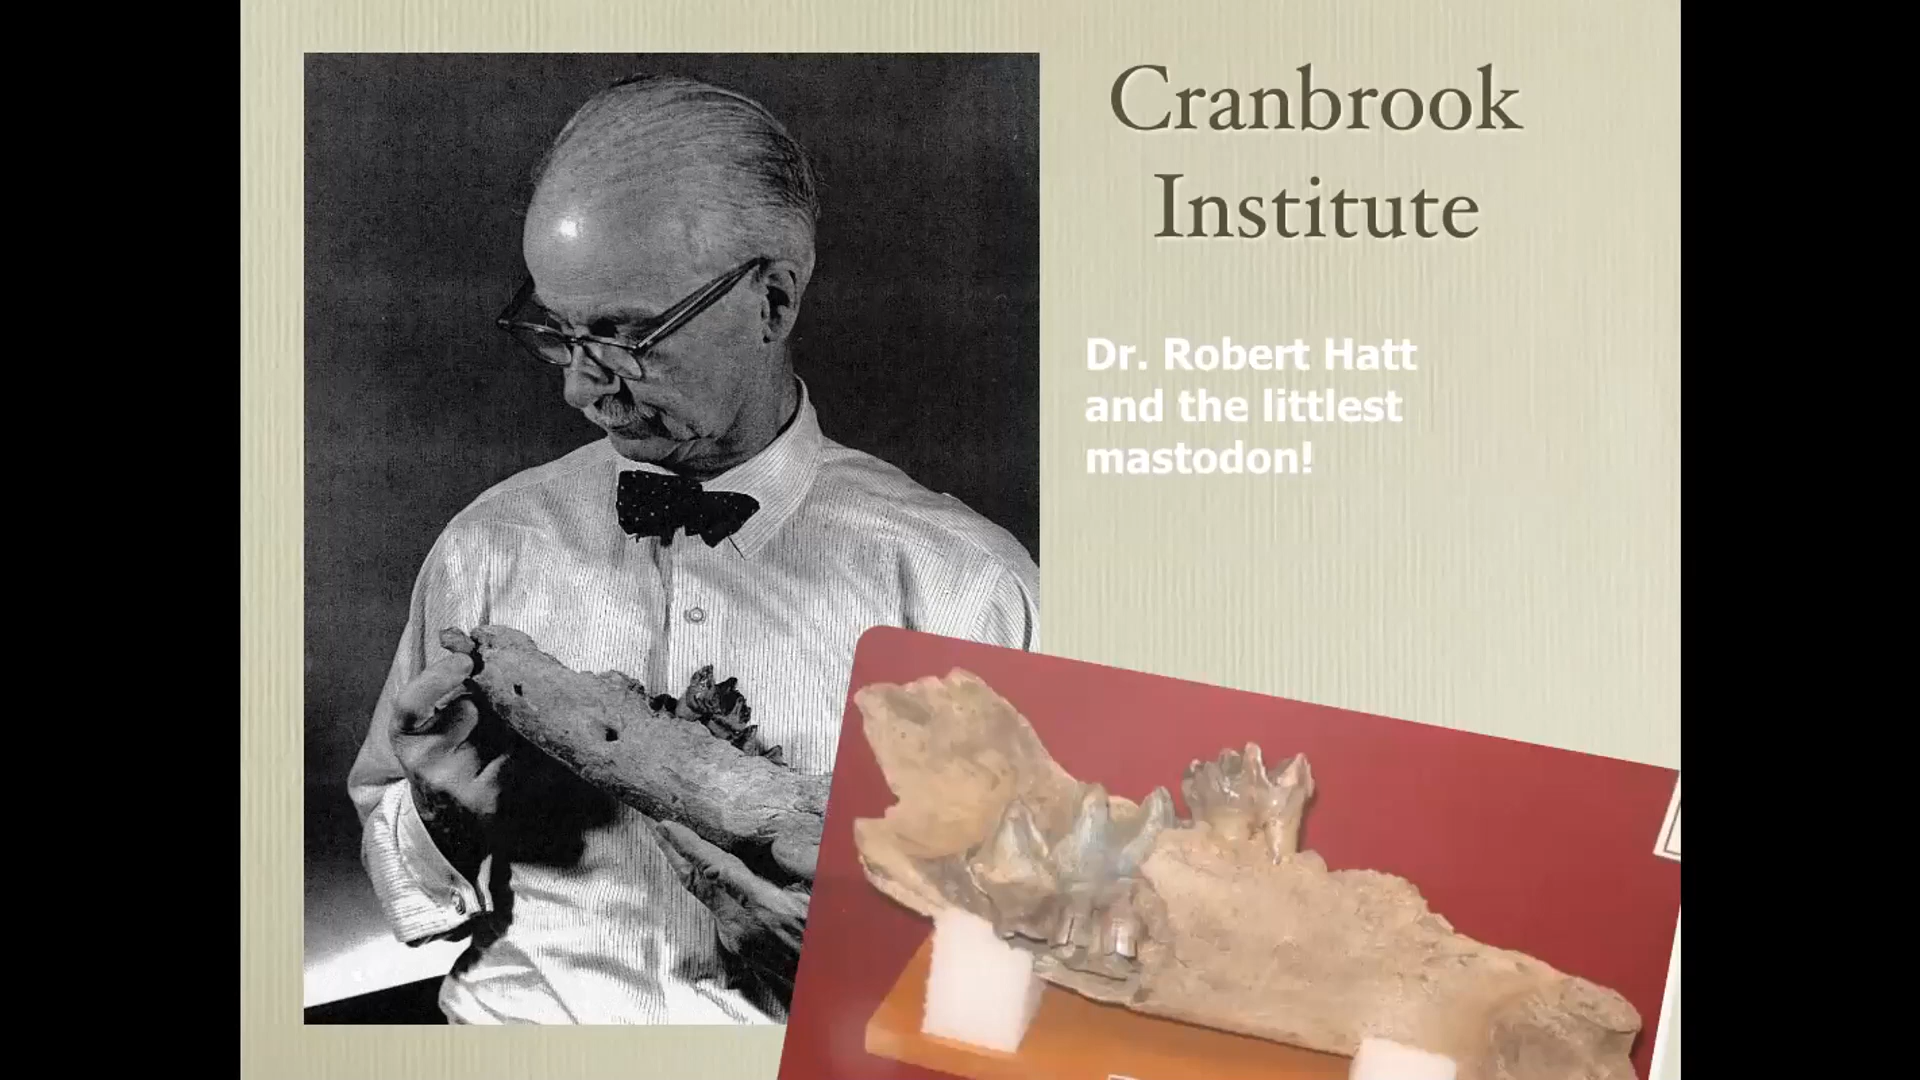 Cranbrook
Institute
Dr. Robert Hatt
and the littlest
mastodon!